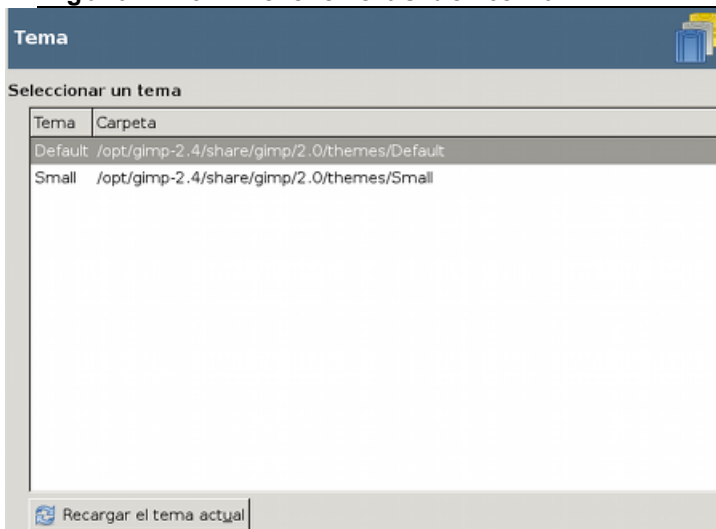 Tema
Seleccionar un tema
Tema Carpeta
Default /opt/gimp-2.4/share/gimp/2.0/themes/Default
Small /opt/gimp-2.4/share/gimp/2.0/themes/Small
Recargar el tema actual